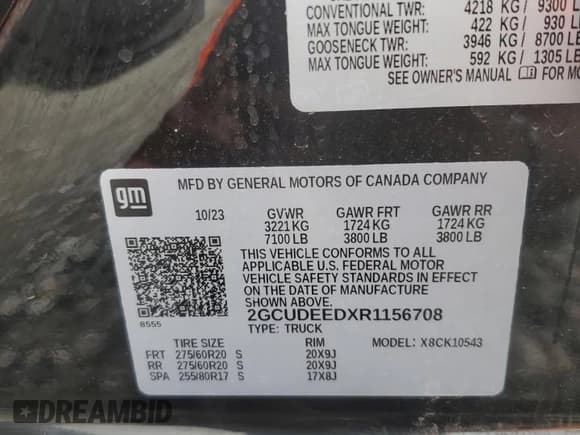 CONVENTIONAL TWR: 4218 KG / 9300 L
MAX TONGUE WEIGHT: 422 KG / 930 L
GOOSENECK TWR: 3946 KG / 8700 L
MAX TONGUE WEIGHT: 592 KG / 1305 L
SEE OWNER'S MANUAL FOR MO
gm
MFD BY GENERAL MOTORS OF CANADA COMPANY
10/23 GVWR GAWR FRT GAWR RR
3221 KG 1724 KG 1724 KG
7100 LB 3800 LB 3800 LB
THIS VEHICLE CONFORMS TO ALL
APPLICABLE U.S. FEDERAL MOTOR
VEHICLE SAFETY STANDARDS IN EFFECT
ON THE DATE OF MANUFACTURE
SHOWN ABOVE.
8555 2GCUDEEDXR1156708
TYPE: TRUCK MODEL: X8CK10543
TIRE SIZE RIM
FRT 275/60R20 S 20X9J
RR 275/60R20 S 20X9J
SPA 255/80R17 S 17X8J
DREAMBID